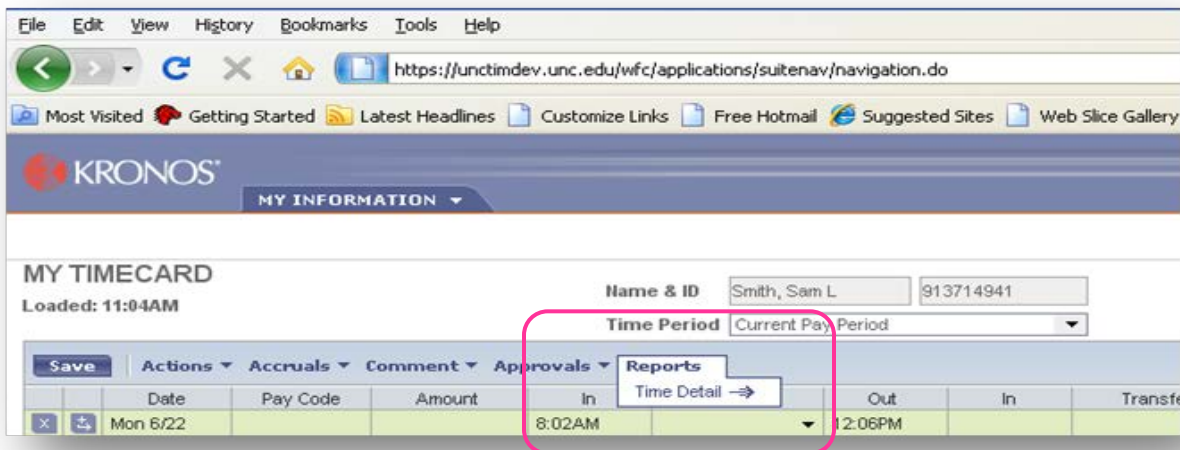 File Edit View History Bookmarks Tools Help
https://unctimdev.unc.edu/wfc/applications/suitenav/navigation.do
Most Visited Getting Started Latest Headlines Customize Links Free Hotmail Suggested Sites Web Slice Gallery
KRONOS®
MY INFORMATION
MY TIMECARD
Name & ID Smith, Sam L 913714941
Loaded: 11:04AM
Time Period Current Pay Period
Save Actions Accruals Comment Approvals Reports
Time Detail
Date Pay Code Amount In Out In Transfe
X Mon 6/22 8:02AM 12:06PM